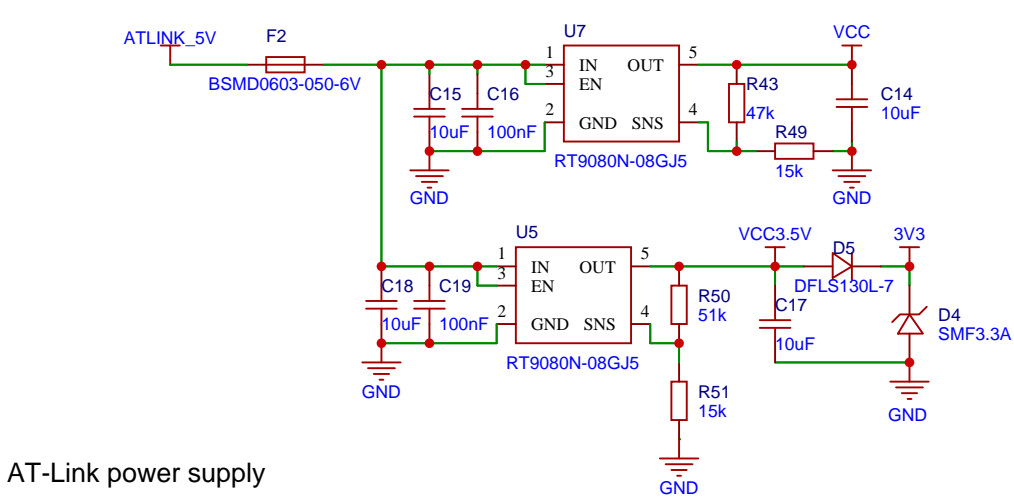 ATLINK_5V
F2
BSMD0603-050-6V
U7
VCC
1
IN
OUT
5
3
EN
C15
10uF
C16
100nF
2
GND
SNS
4
RT9080N-08GJ5
R43
47k
R49
15k
C14
10uF
GND
GND
U5
VCC3.5V
D5
3V3
1
IN
OUT
5
3
EN
DFLS130L-7
C18
10uF
C19
100nF
2
GND
SNS
4
RT9080N-08GJ5
R50
51k
C17
10uF
D4
SMF3.3A
GND
R51
15k
GND
GND
AT-Link power supply